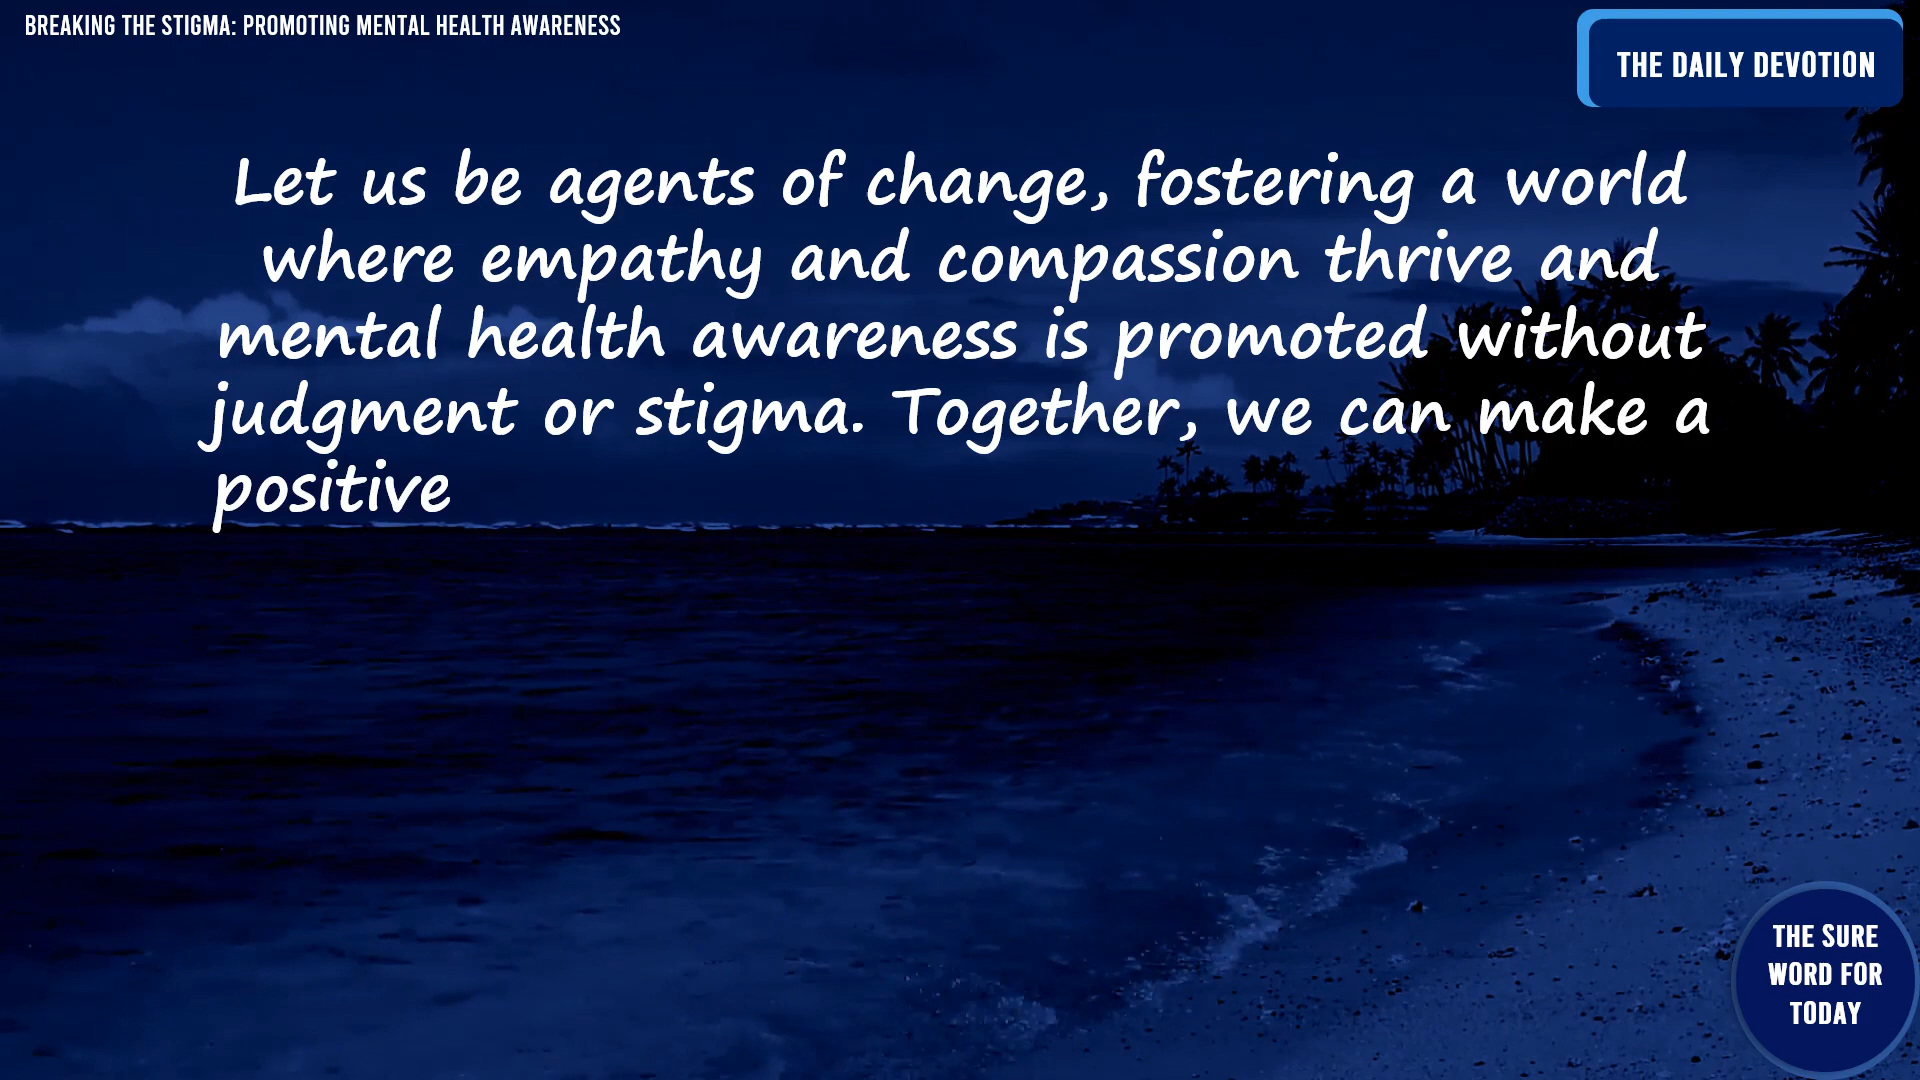 BREAKING THE STIGMA: PROMOTING MENTAL HEALTH AWARENESS
THE DAILY DEVOTION
Let us be agents of change, fostering a world
where empathy and compassion thrive and
mental health awareness is promoted without
judgment or stigma. Together, we can make a
positive
THE SURE
WORD FOR
TODAY